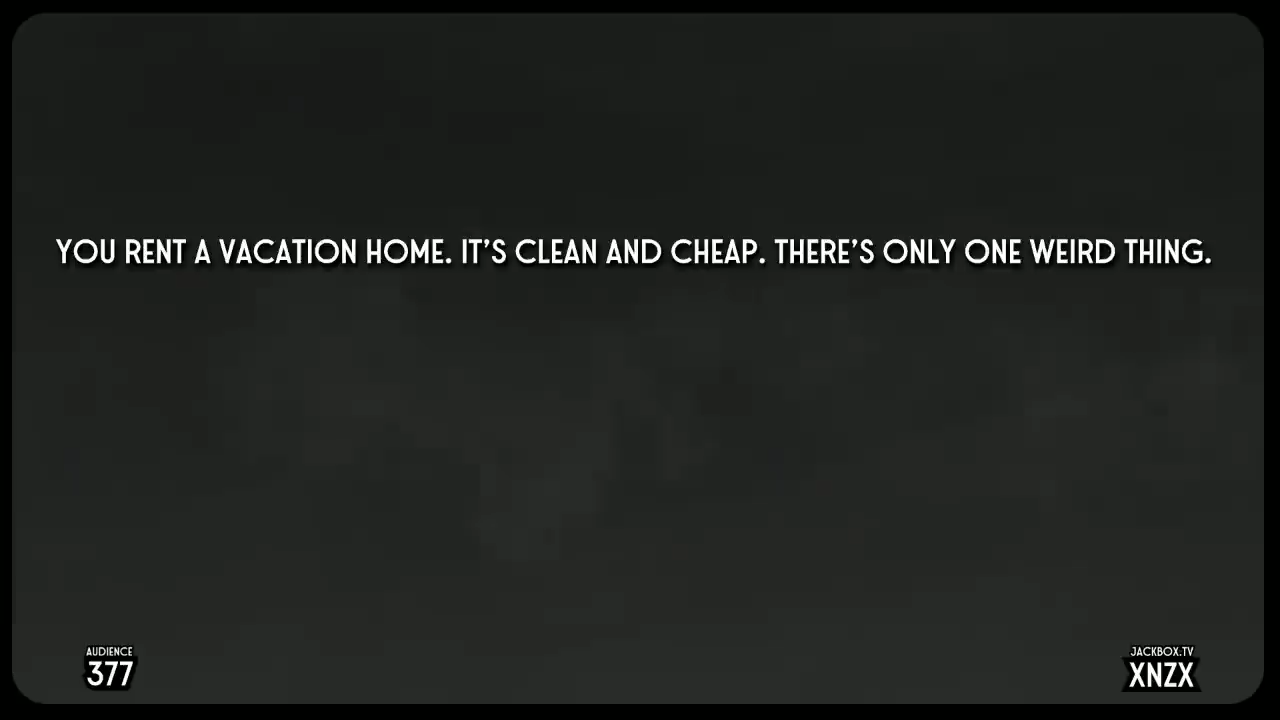 YOU RENT A VACATION HOME. IT'S CLEAN AND CHEAP. THERE'S ONLY ONE WEIRD THING.
AUDIENCE
377
JACKBOX.TV
XNZX